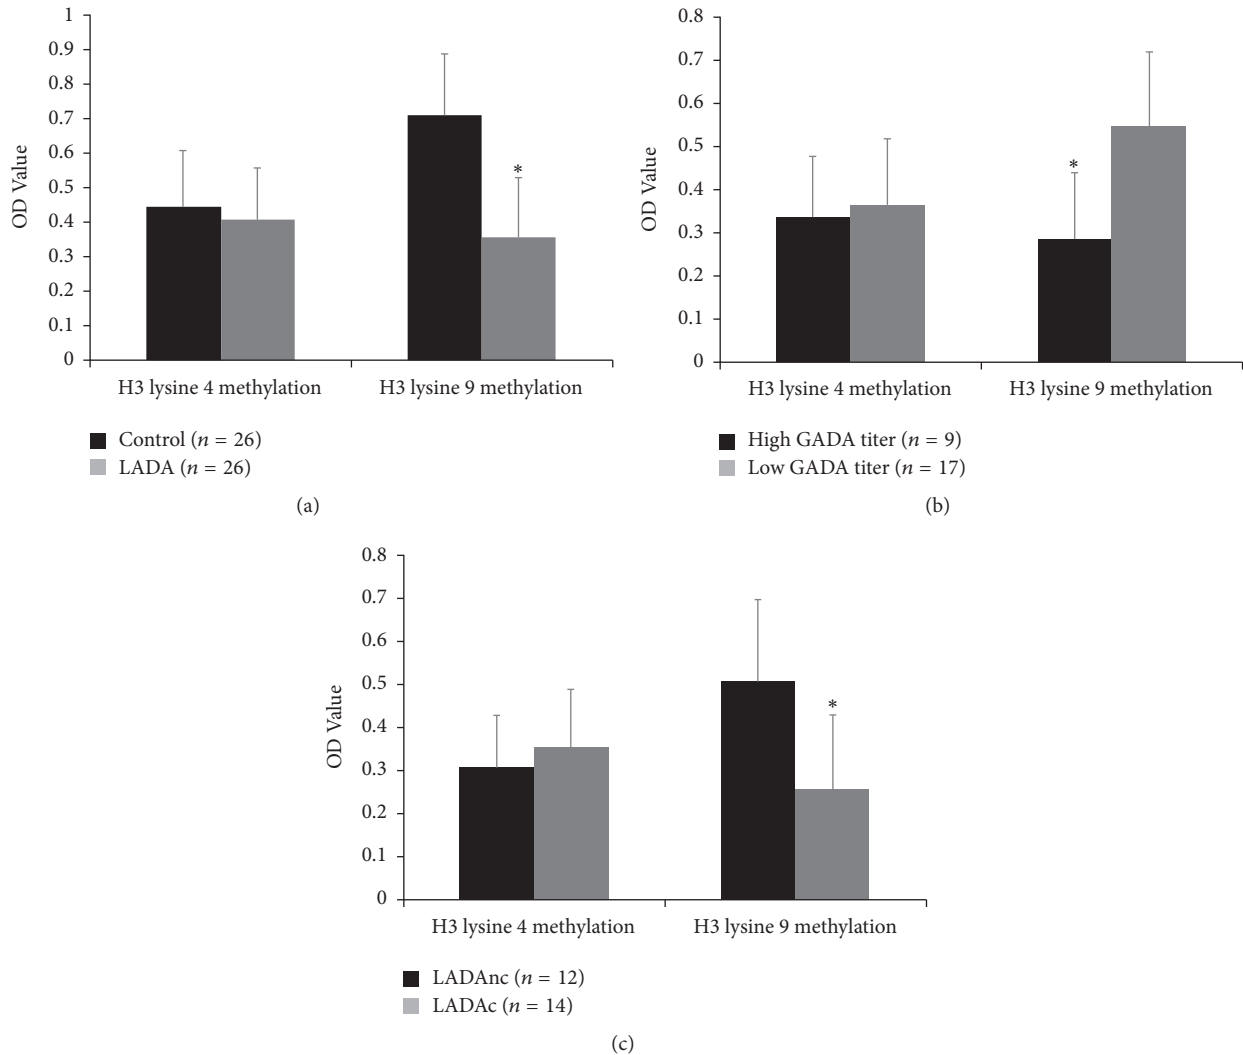 1
0.9
0.8
0.7
0.6
0.5
0.4
0.3
0.2
0.1
0
OD Value
*
H3 lysine 4 methylation
H3 lysine 9 methylation
Control (n = 26)
LADA (n = 26)
(a)
0.8
0.7
0.6
0.5
0.4
0.3
0.2
0.1
0
OD Value
*
H3 lysine 4 methylation
H3 lysine 9 methylation
High GADA titer (n = 9)
Low GADA titer (n = 17)
(b)
0.8
0.7
0.6
0.5
0.4
0.3
0.2
0.1
0
OD Value
*
H3 lysine 4 methylation
H3 lysine 9 methylation
LADAnc (n = 12)
LADAc (n = 14)
(c)